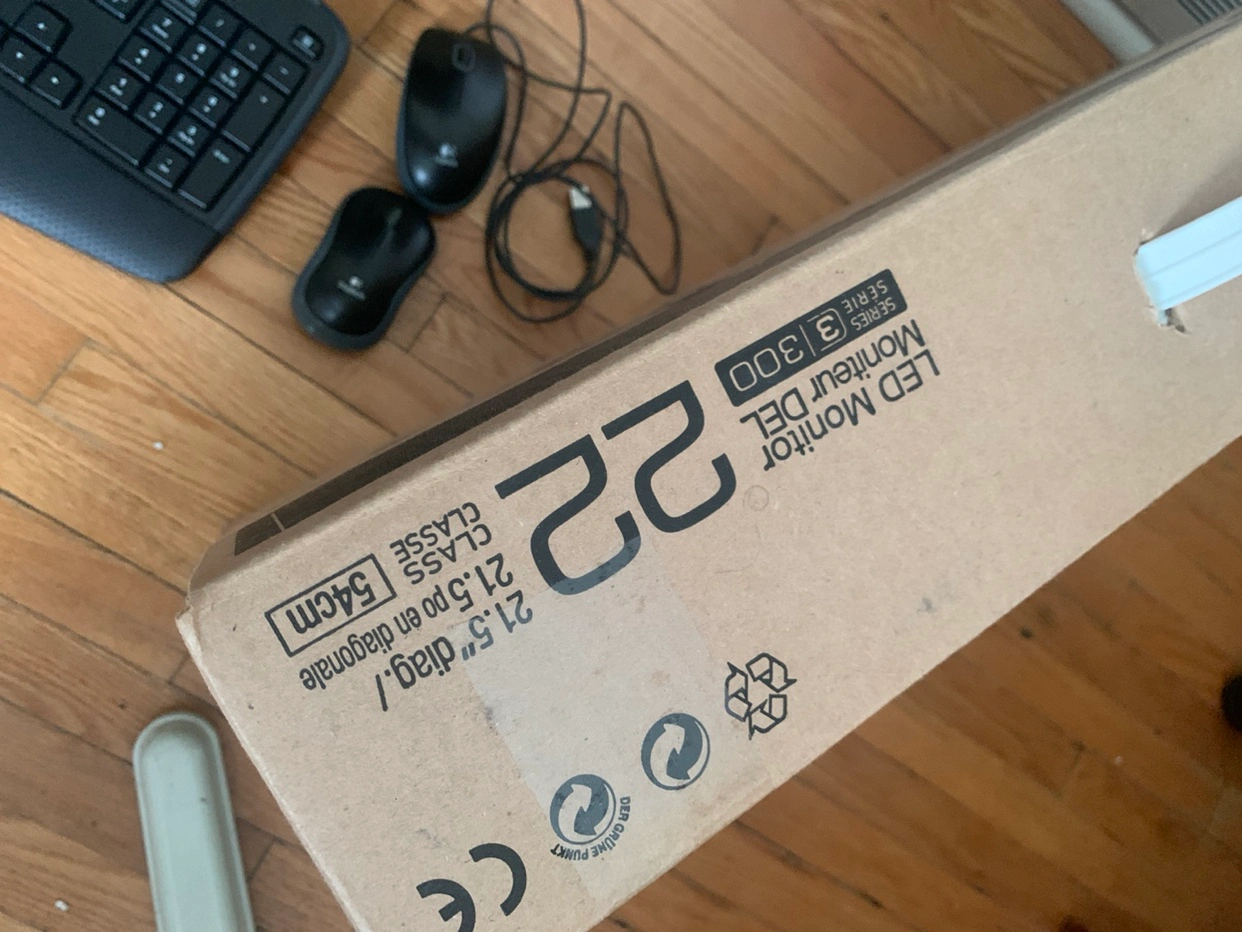 LED Monitor
Moniteur DEL
SERIES
SERIE
3
300
22
CLASS
CLASSE
21.5" diag./
21.5 po en diagonale
54cm
DER GRÜNE PUNKT
CE